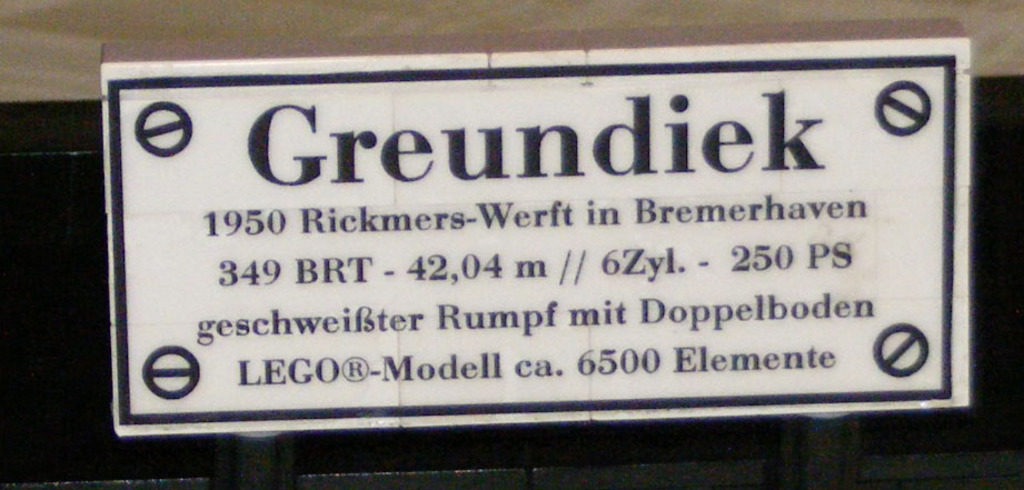 Greundiek
1950 Rickmers-Werft in Bremerhaven
349 BRT - 42,04 m // 6Zyl. - 250 PS
geschweißter Rumpf mit Doppelboden
LEGO®-Modell ca. 6500 Elemente